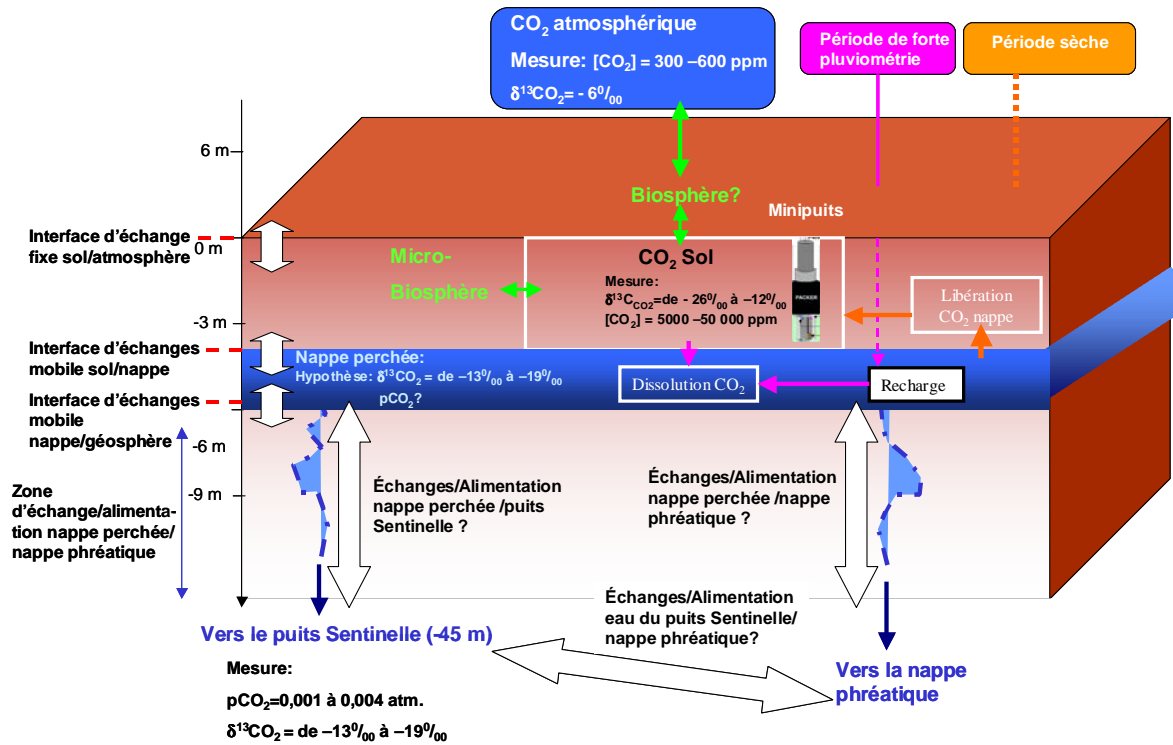 CO₂ atmosphérique
Mesure: [CO₂] = 300 –600 ppm
δ¹³CO₂= - 6⁰/₀₀
Période de forte
pluviométrie
Période sèche
6 m
Biosphère?
Minipuits
Interface d’échange
fixe sol/atmosphère
0 m
Micro-
Biosphère
CO₂ Sol
Mesure:
δ¹³C_CO2=de - 26⁰/₀₀ à –12⁰/₀₀
[CO₂] = 5000 –50 000 ppm
PACKER
Libération
CO₂ nappe
-3 m
Interface d’échanges
mobile sol/nappe
Nappe perchée:
Hypothèse: δ¹³CO₂ = de –13⁰/₀₀ à –19⁰/₀₀
pCO₂?
Dissolution CO₂
Recharge
Interface d’échanges
mobile
nappe/géosphère
-6 m
-9 m
Zone
d’échange/alimenta-
tion nappe perchée/
nappe phréatique
Échanges/Alimentation
nappe perchée /puits
Sentinelle ?
Échanges/Alimentation
nappe perchée /nappe
phréatique ?
Échanges/Alimentation
eau du puits Sentinelle/
nappe phréatique?
Vers le puits Sentinelle (-45 m)
Mesure:
pCO₂=0,001 à 0,004 atm.
δ¹³CO₂ = de –13⁰/₀₀ à –19⁰/₀₀
Vers la nappe
phréatique